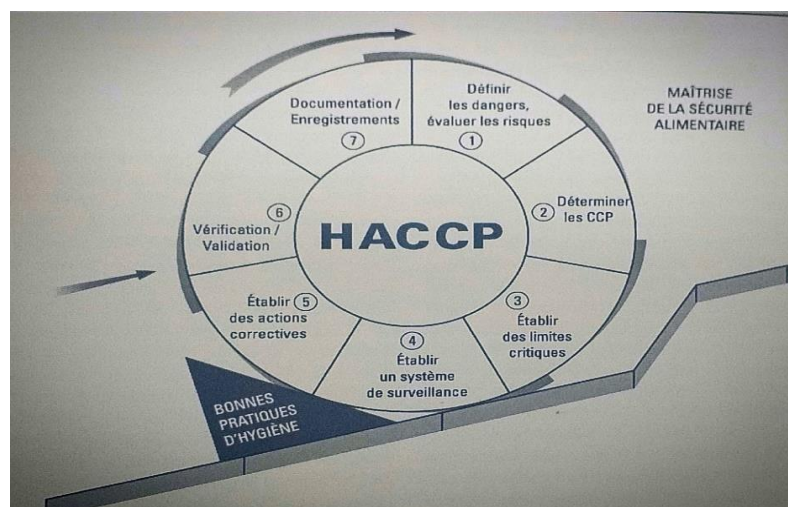 HACCP
Définir
les dangers,
évaluer les risques
1
2
Déterminer
les CCP
3
Établir
des limites
critiques
4
Établir
un système
de surveillance
Établir 5
des actions
correctives
6
Vérification /
Validation
Documentation /
Enregistrements
7
MAÎTRISE
DE LA SÉCURITÉ
ALIMENTAIRE
BONNES
PRATIQUES
D'HYGIÈNE